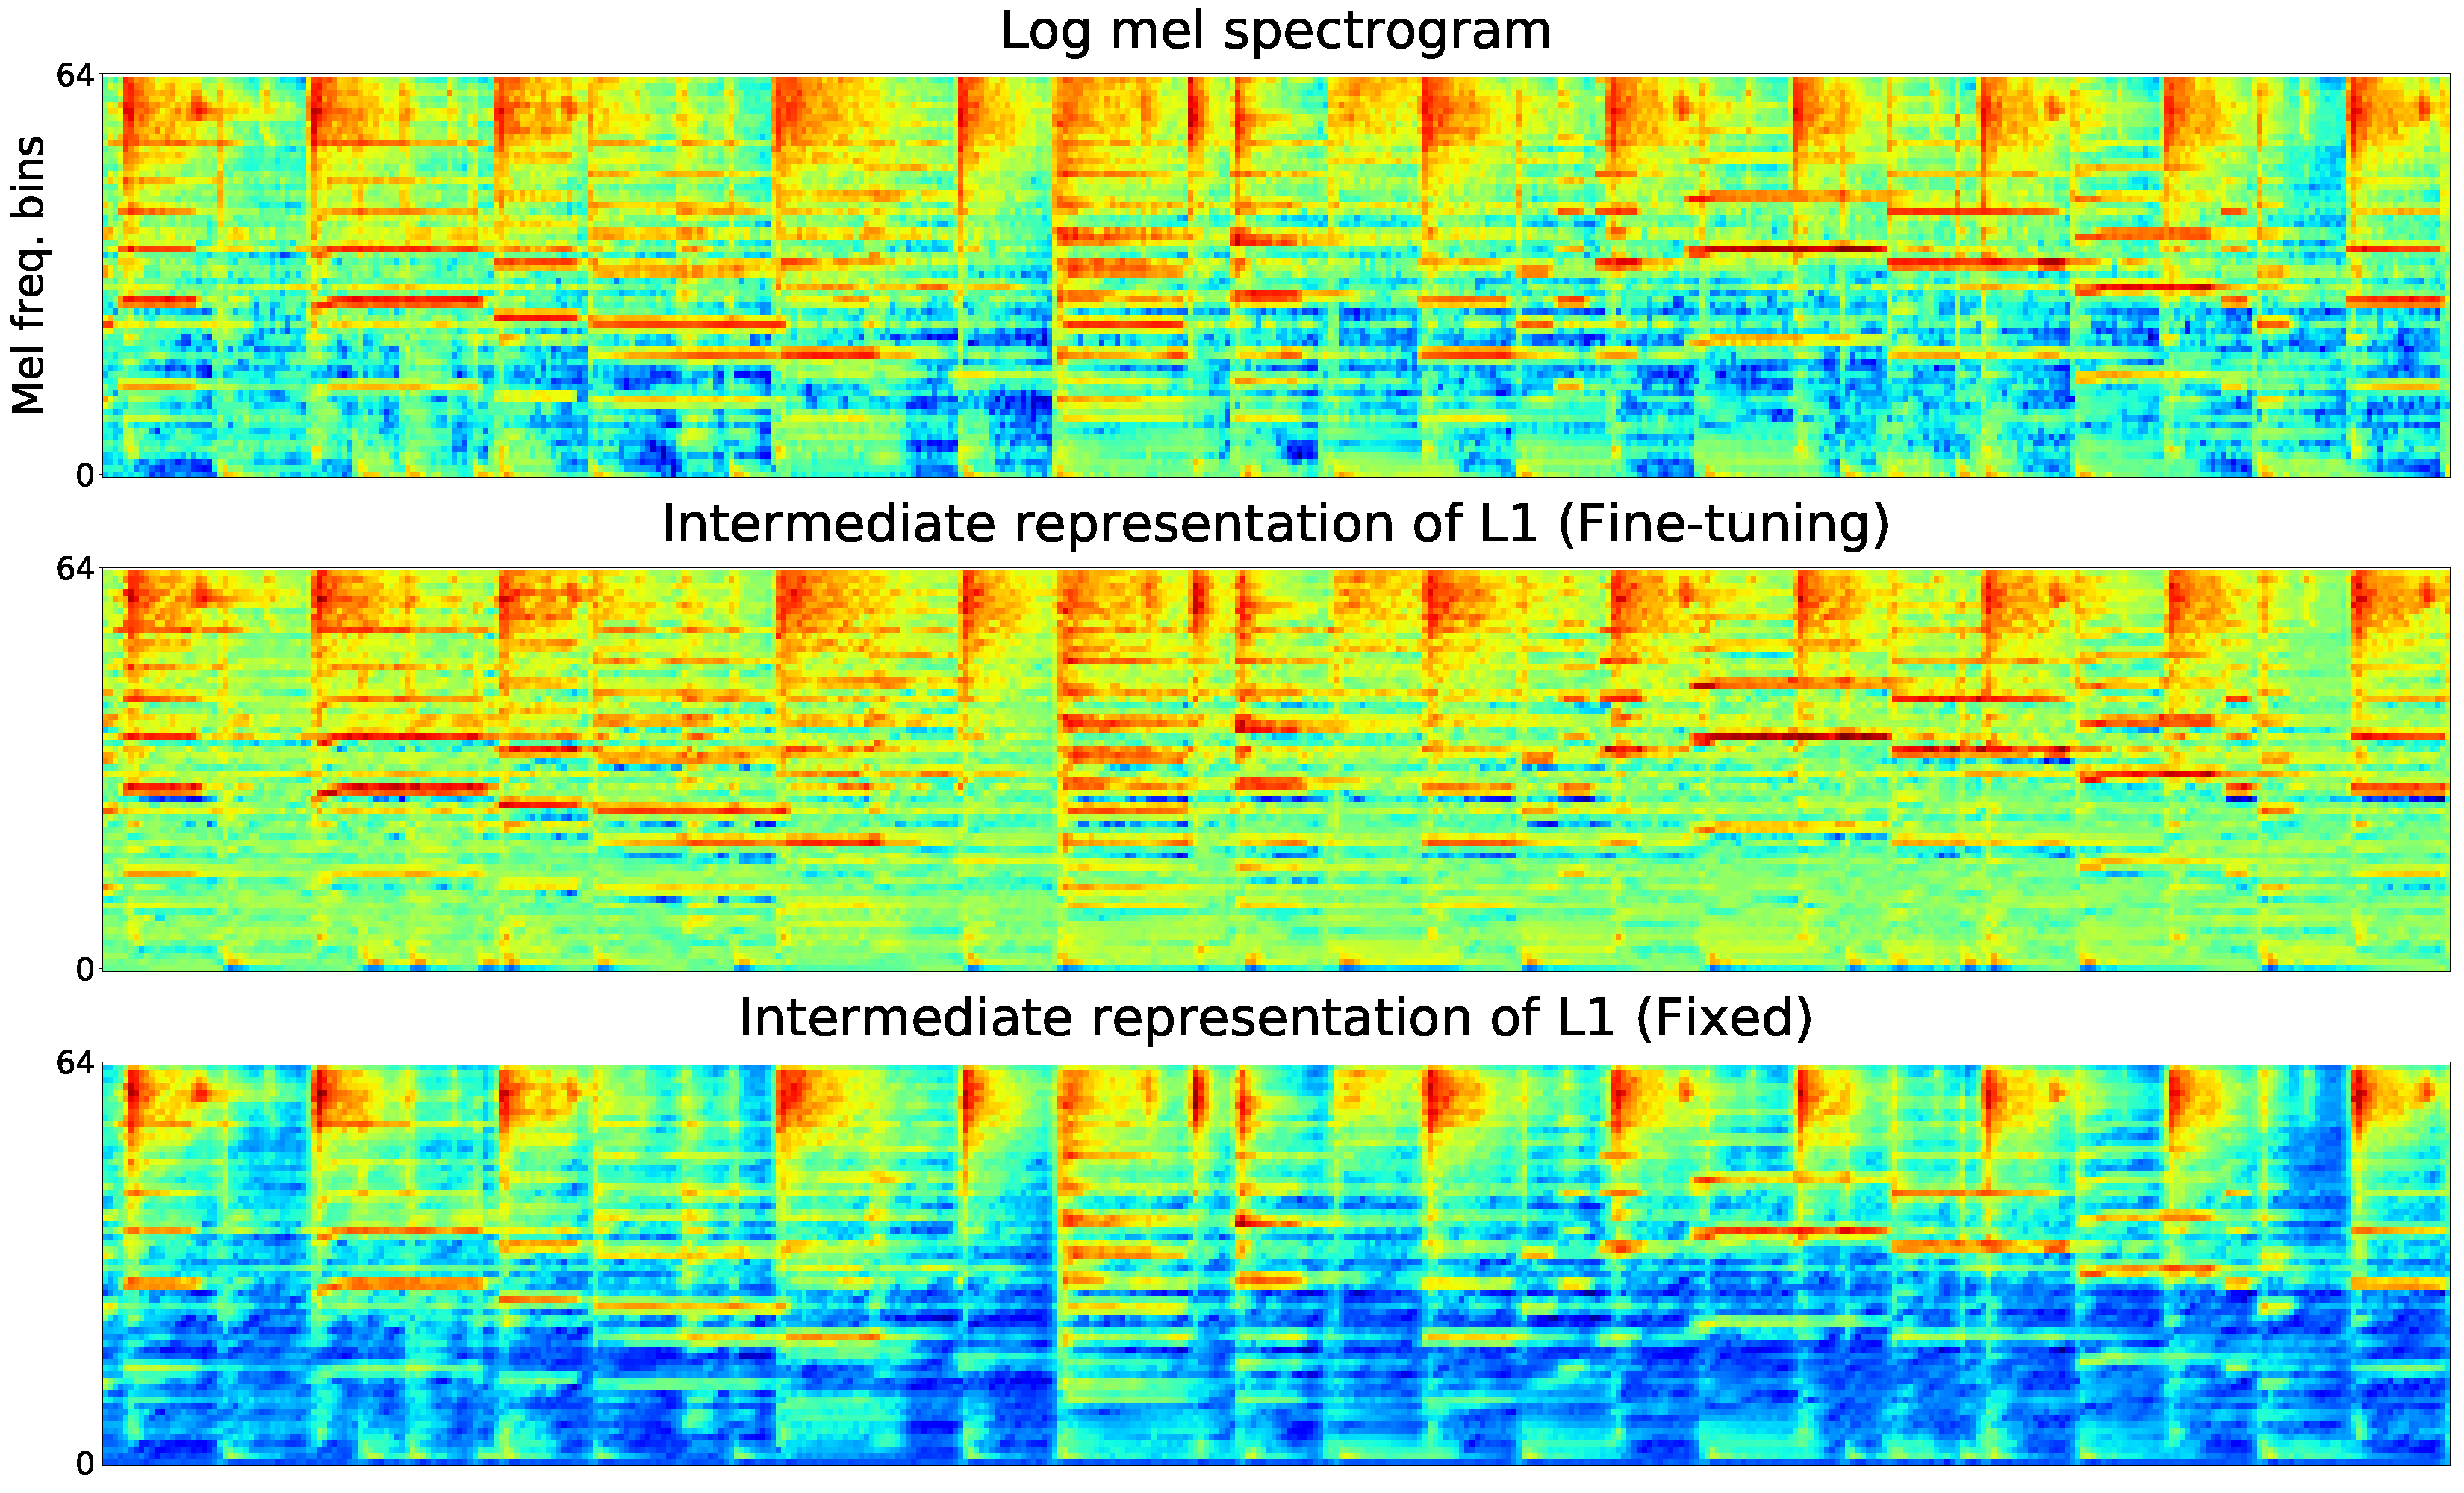 Log mel spectrogram
64
Mel freq. bins
0
Intermediate representation of L1 (Fine-tuning)
64
0
Intermediate representation of L1 (Fixed)
64
0